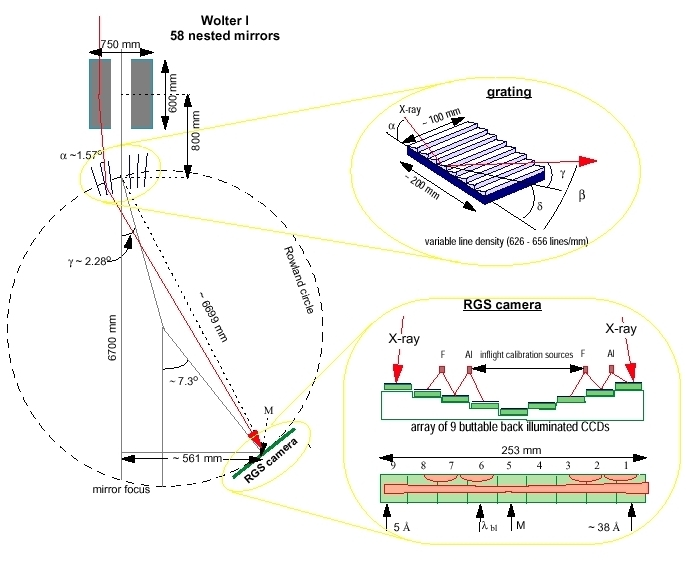 Wolter I
58 nested mirrors
750 mm
600 mm
800 mm
α ~1.57°
grating
X-ray
~ 100 mm
α
~ 200 mm
γ
β
δ
variable line density (626 - 656 lines/mm)
Rowland circle
γ ~ 2.28°
~ 6699 mm
6700 mm
~ 7.3°
M
~ 561 mm
mirror focus
RGS camera
RGS camera
X-ray
X-ray
F
Al
inflight calibration sources
F
Al
array of 9 buttable back illuminated CCDs
253 mm
9 8 7 6 5 4 3 2 1
5 Å
λ bl
M
~ 38 Å